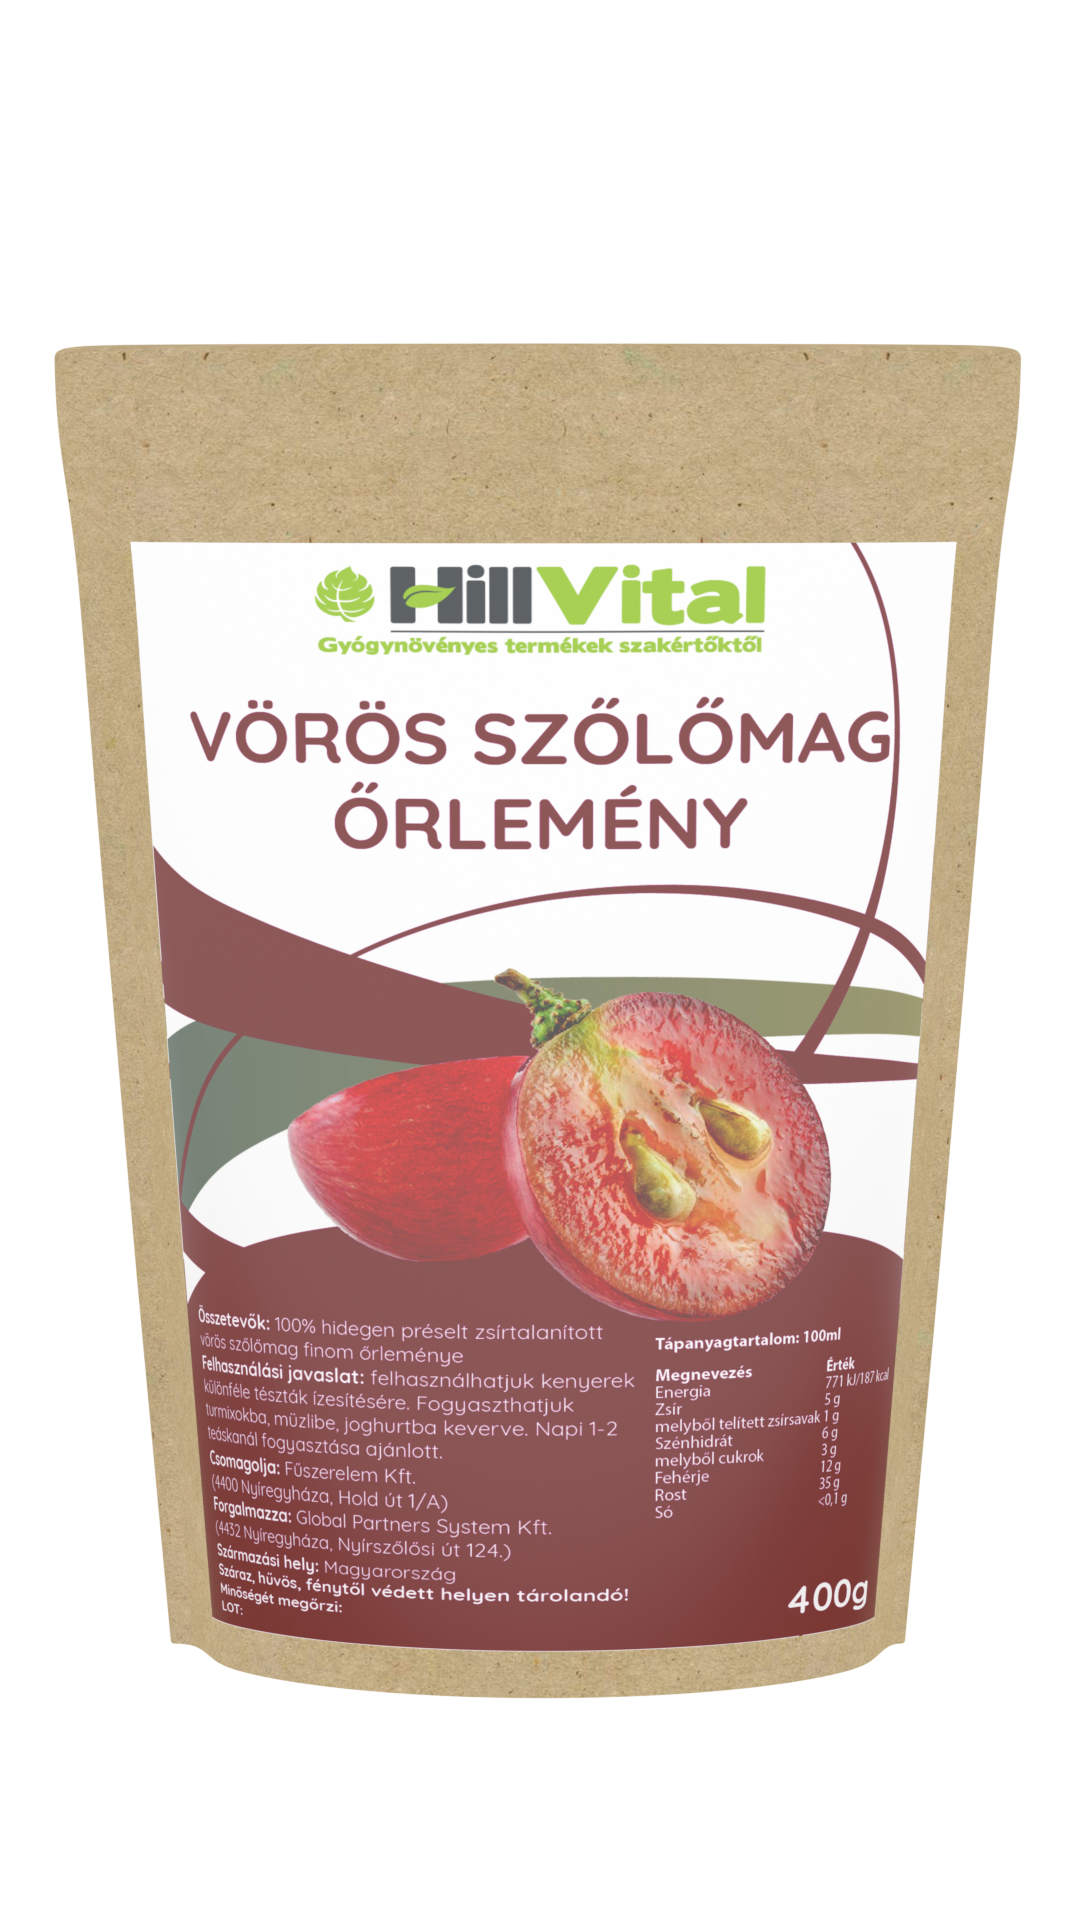 HillVital
Gyógynövényes termékek szakértőktől
VÖRÖS SZŐLŐMAG
ŐRLEMÉNY
Összetevők: 100% hidegen préselt zsírtalanított
vörös szőlőmag finom őrleménye
Felhasználási javaslat: felhasználhatjuk kenyerek
különféle tészták ízesítésére. Fogyaszthatjuk
turmixokba, müzlibe, joghurtba keverve. Napi 1-2
teáskanál fogyasztása ajánlott.
Csomagolja: Fűszerelem Kft.
(4400 Nyíregyháza, Hold út 1/A)
Forgalmazza: Global Partners System Kft.
(4432 Nyíregyháza, Nyírszőlősi út 124.)
Származási hely: Magyarország
Száraz, hűvös, fénytől védett helyen tárolandó!
Minőségét megőrzi:
LOT:
Tápanyagtartalom: 100ml
Megnevezés Érték
Energia 771 kJ/187 kcal
Zsír 5 g
melyből telített zsírsavak 1 g
Szénhidrát 6 g
melyből cukrok 3 g
Fehérje 12 g
Rost 35 g
Só <0,1 g
400g